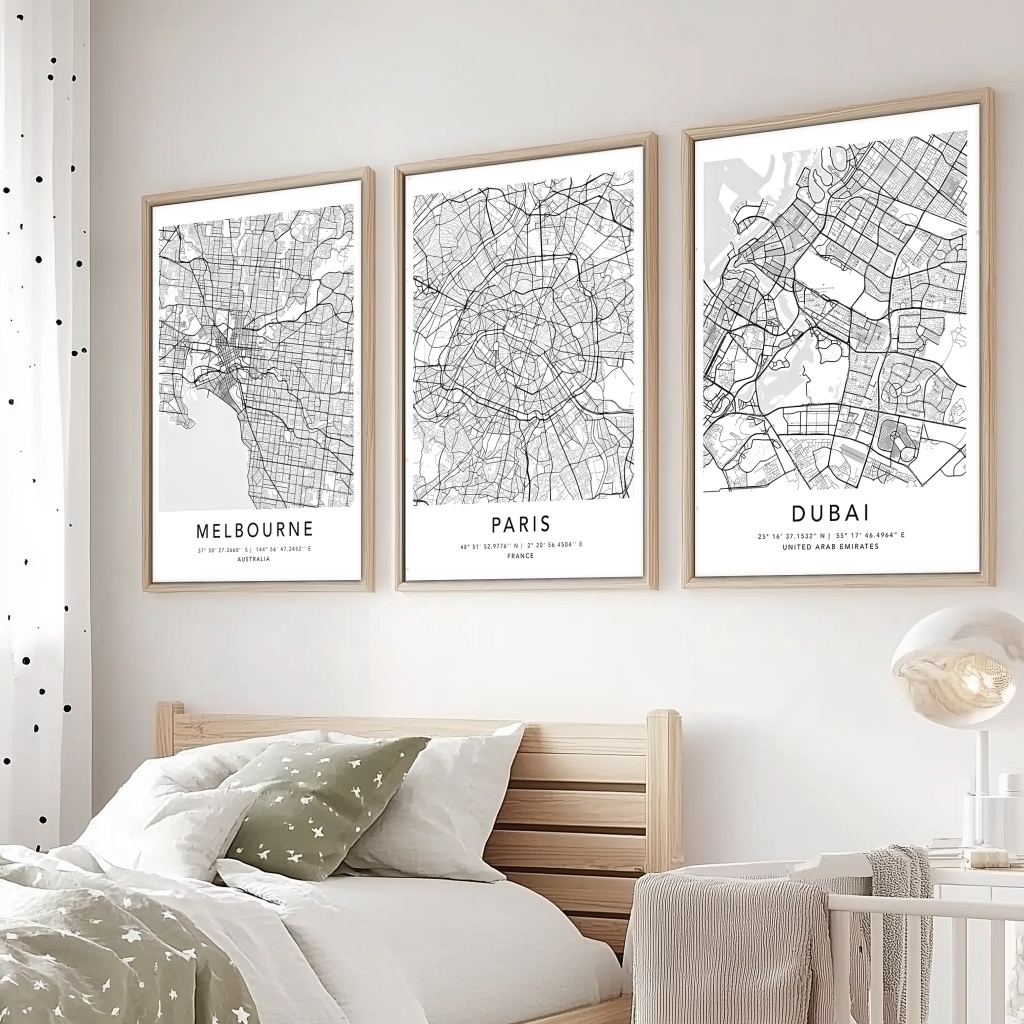 MELBOURNE
37° 50' 27.3660'' S | 144° 56' 47.2452'' E
AUSTRALIA
PARIS
48° 51' 52.9776'' N | 2° 20' 56.4504'' E
FRANCE
DUBAI
25° 16' 37.1532" N | 55° 17' 46.4964" E
UNITED ARAB EMIRATES